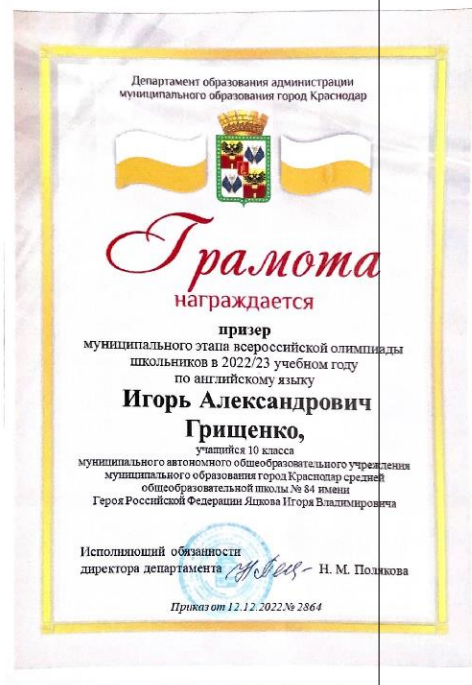 Департамент образования администрации
муниципального образования город Краснодар
Грамота
награждается
призер
муниципального этапа всероссийской олимпиады
школьников в 2022/23 учебном году
по английскому языку
Игорь Александрович
Грищенко,
учащийся 10 класса
муниципального автономного общеобразовательного учреждения
муниципального образования город Краснодар средней
общеобразовательной школы № 84 имени
Героя Российской Федерации Яцкова Игоря Владимировича
Исполняющий обязанности
директора департамента Н. М. Полякова
Приказ от 12.12.2022 № 2864